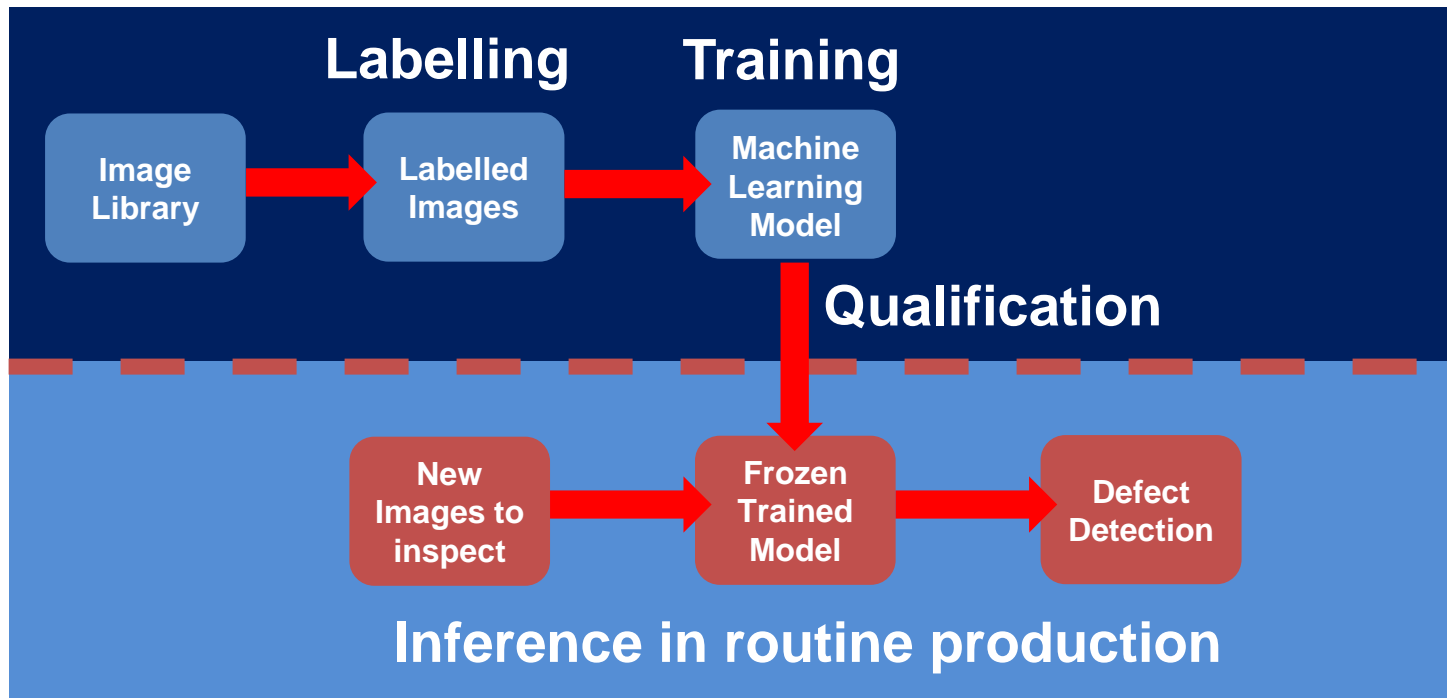 Labelling
Training
Image
Library
Labelled
Images
Machine
Learning
Model
Qualification
New
Images to
inspect
Frozen
Trained
Model
Defect
Detection
Inference in routine production